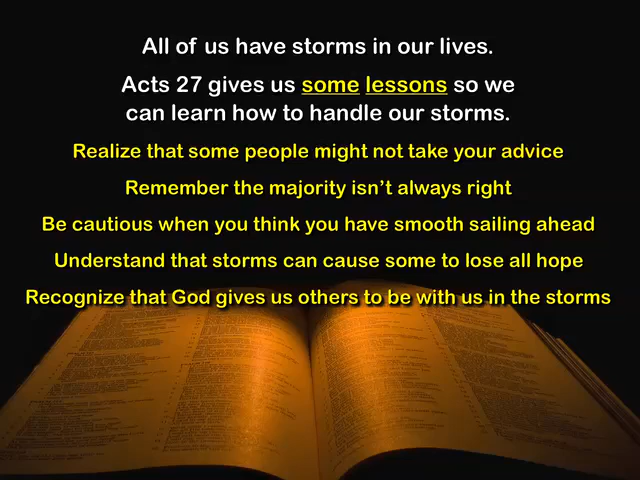 All of us have storms in our lives.
Acts 27 gives us some lessons so we
can learn how to handle our storms.
Realize that some people might not take your advice
Remember the majority isn’t always right
Be cautious when you think you have smooth sailing ahead
Understand that storms can cause some to lose all hope
Recognize that God gives us others to be with us in the storms